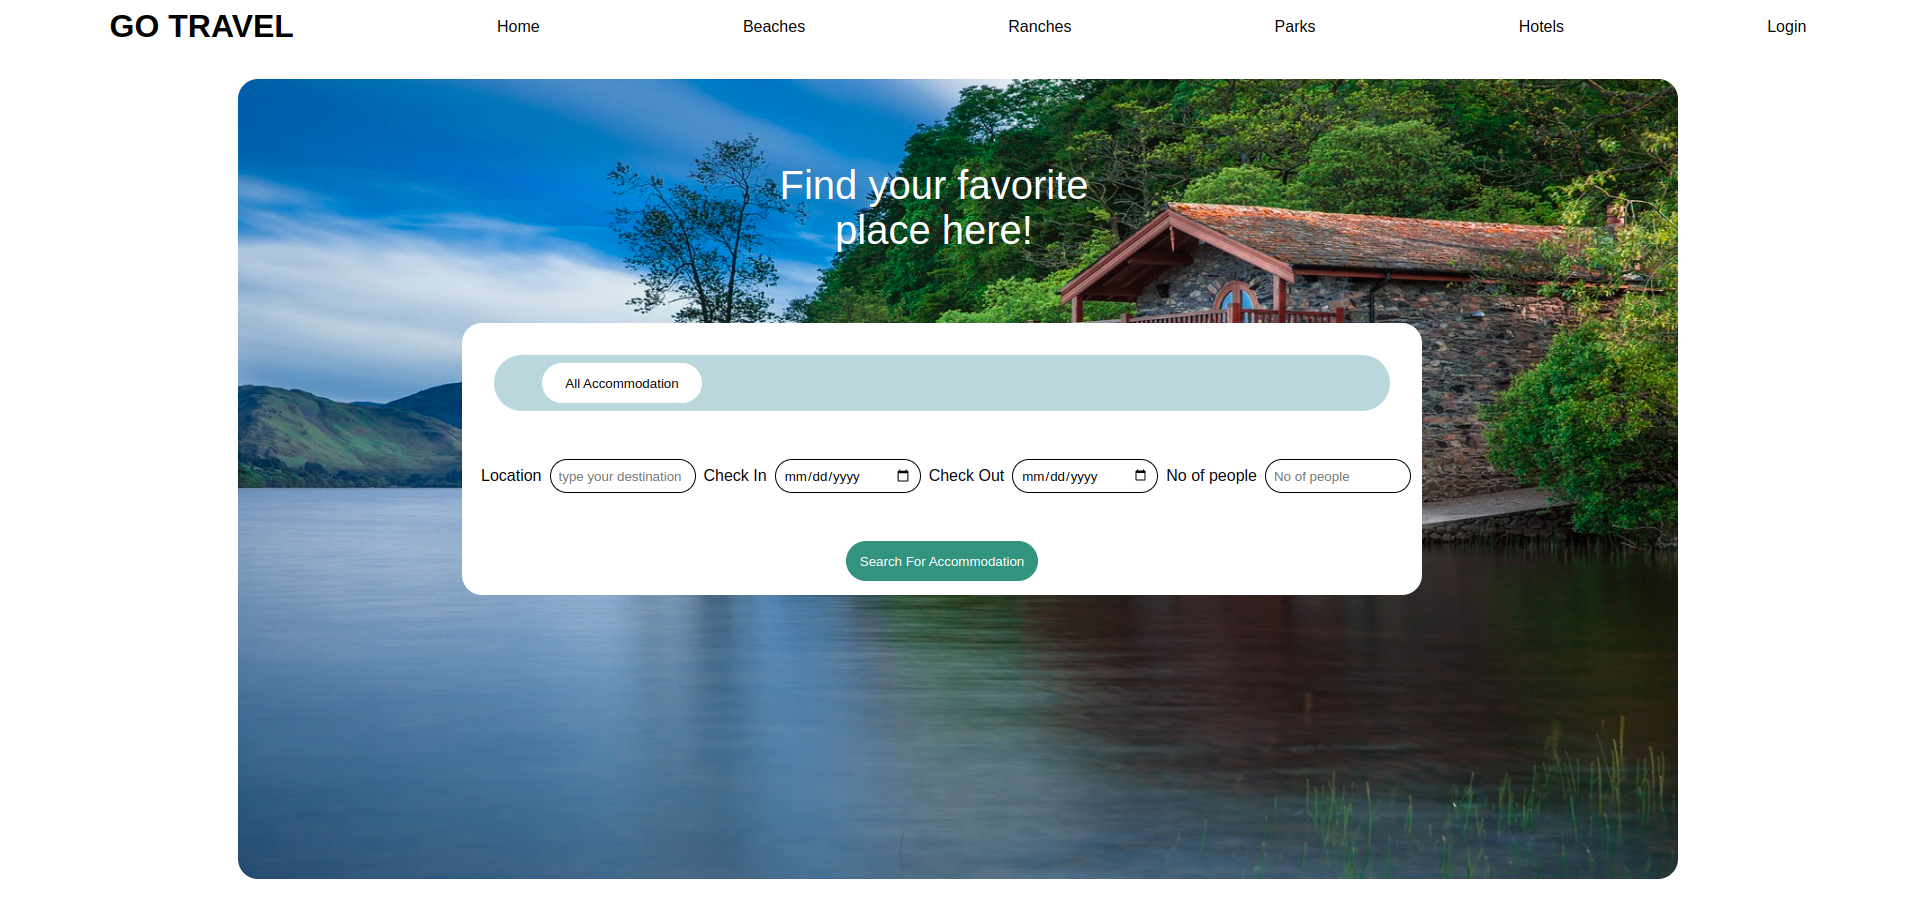 GO TRAVEL Home Beaches Ranches Parks Hotels Login
Find your favorite
place here!
All Accommodation
Location type your destination Check In mm/dd/yyyy Check Out mm/dd/yyyy No of people No of people
Search For Accommodation